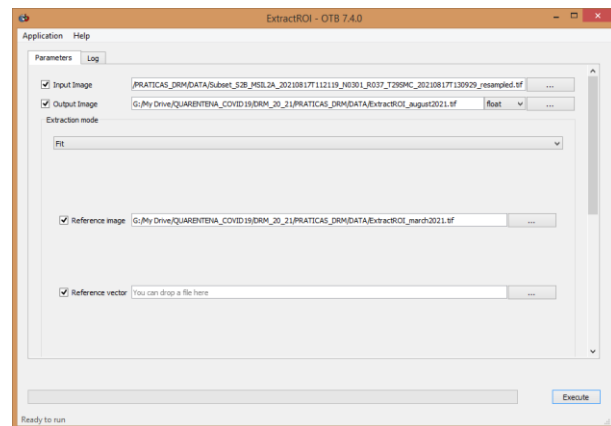 ExtractROI - OTB 7.4.0
Application Help
Parameters Log
Input Image /PRATICAS_DRM/DATA/Subset_S2B_MSIL2A_20210817T112119_N0301_R037_T29SMC_20210817T130929_resampled.tif ...
Output Image G:/My Drive/QUARENTENA_COVID19/DRM_20_21/PRATICAS_DRM/DATA/ExtractROI_august2021.tif float ...
Extraction mode
Fit
Reference image G:/My Drive/QUARENTENA_COVID19/DRM_20_21/PRATICAS_DRM/DATA/ExtractROI_march2021.tif ...
Reference vector You can drop a file here ...
Execute
Ready to run